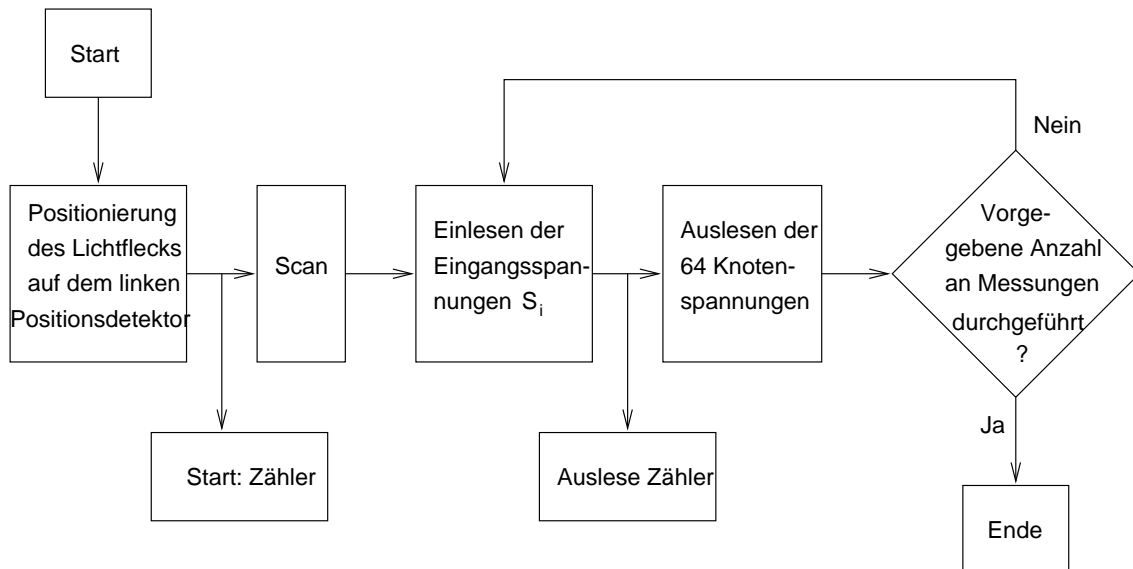 Start
Positionierung
des Lichtflecks
auf dem linken
Positionsdetektor
Scan
Einlesen der
Eingangsspan-
nungen S_i
Auslesen der
64 Knoten-
spannungen
Vorge-
gebene Anzahl
an Messungen
durchgeführt
?
Nein
Ja
Start: Zähler
Auslese Zähler
Ende